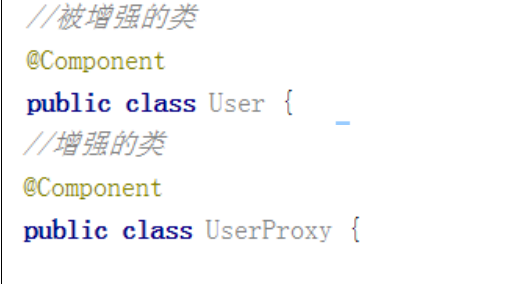 //被增强的类
@Component
public class User {
//增强的类
@Component
public class UserProxy {